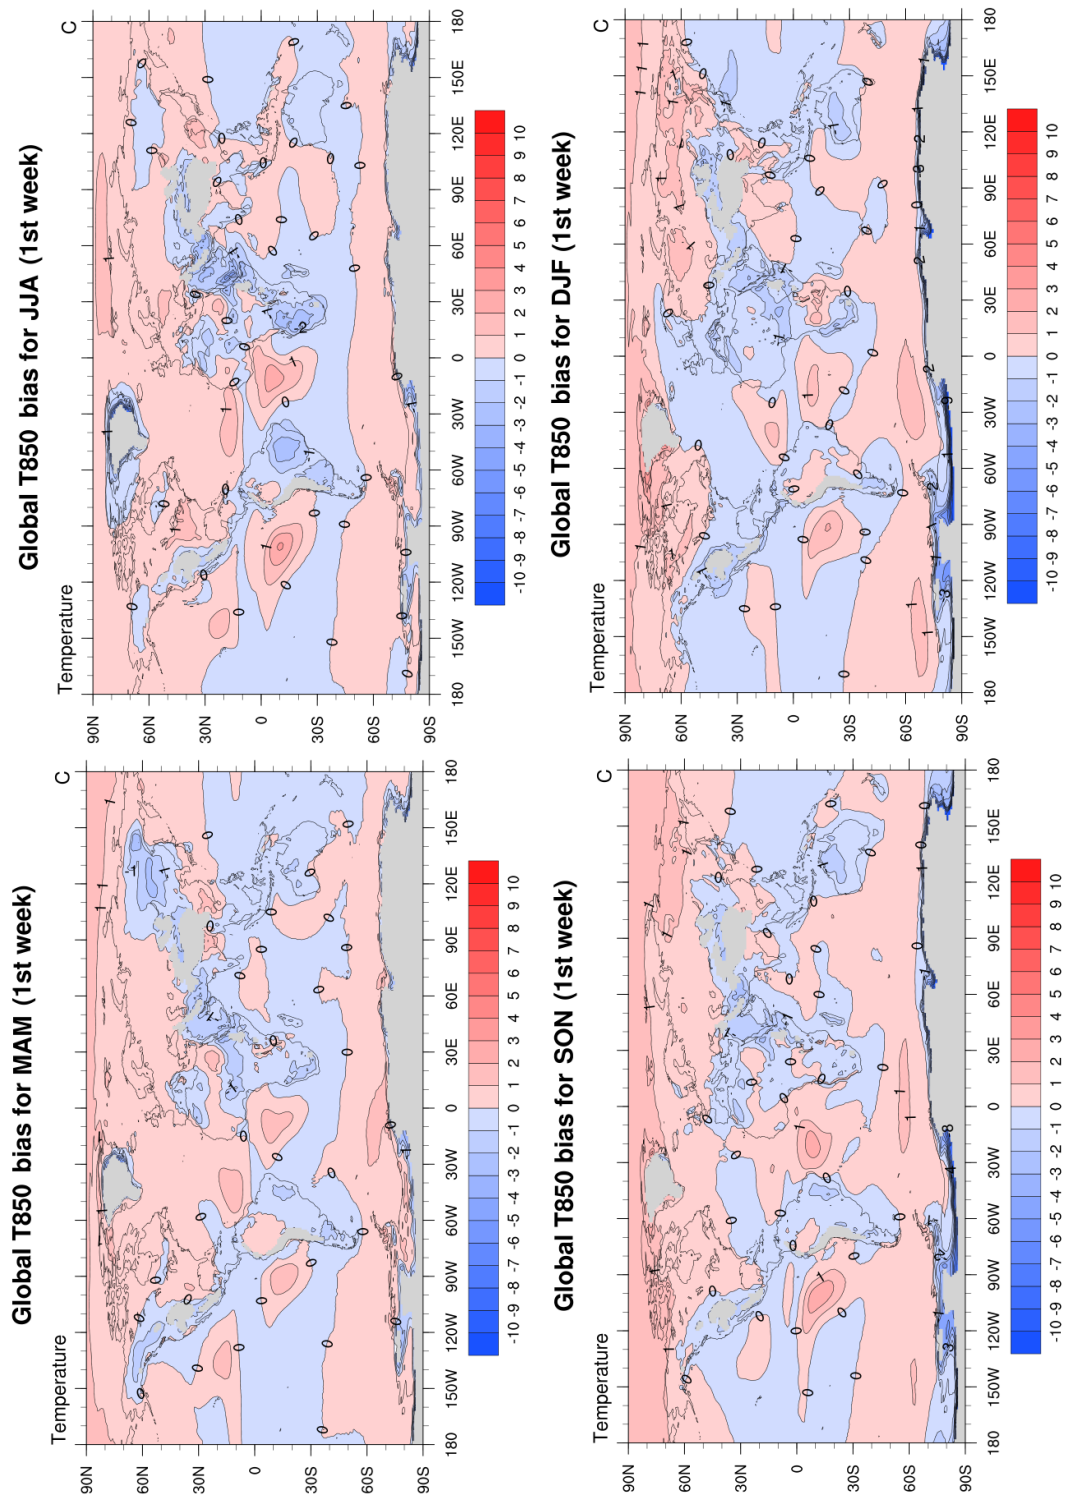 Global T850 bias for MAM (1st week)
Temperature C
90N
60N
30N
0
30S
60S
90S
180 150W 120W 90W 60W 30W 0 30E 60E 90E 120E 150E 180
-10 -9 -8 -7 -6 -5 -4 -3 -2 -1 0 1 2 3 4 5 6 7 8 9 10
Global T850 bias for JJA (1st week)
Temperature C
90N
60N
30N
0
30S
60S
90S
180 150W 120W 90W 60W 30W 0 30E 60E 90E 120E 150E 180
-10 -9 -8 -7 -6 -5 -4 -3 -2 -1 0 1 2 3 4 5 6 7 8 9 10
Global T850 bias for SON (1st week)
Temperature C
90N
60N
30N
0
30S
60S
90S
180 150W 120W 90W 60W 30W 0 30E 60E 90E 120E 150E 180
-10 -9 -8 -7 -6 -5 -4 -3 -2 -1 0 1 2 3 4 5 6 7 8 9 10
Global T850 bias for DJF (1st week)
Temperature C
90N
60N
30N
0
30S
60S
90S
180 150W 120W 90W 60W 30W 0 30E 60E 90E 120E 150E 180
-10 -9 -8 -7 -6 -5 -4 -3 -2 -1 0 1 2 3 4 5 6 7 8 9 10